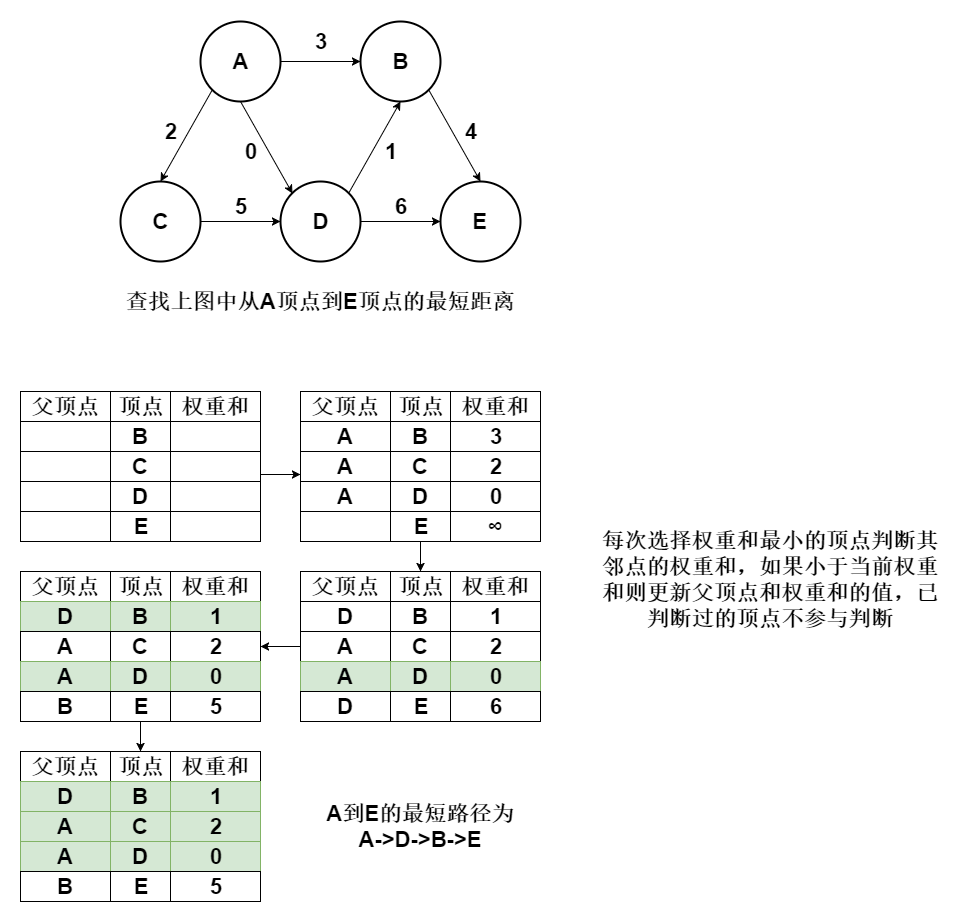 3
A B
2 0 1 4
C 5 D 6 E
查找上图中从A顶点到E顶点的最短距离
父顶点 顶点 权重和
B
C
D
E
父顶点 顶点 权重和
A B 3
A C 2
A D 0
E ∞
每次选择权重和最小的顶点判断其
邻点的权重和，如果小于当前权重
和则更新父顶点和权重和的值，已
判断过的顶点不参与判断
父顶点 顶点 权重和
D B 1
A C 2
A D 0
D E 6
父顶点 顶点 权重和
D B 1
A C 2
A D 0
B E 5
父顶点 顶点 权重和
D B 1
A C 2
A D 0
B E 5
A到E的最短路径为
A->D->B->E